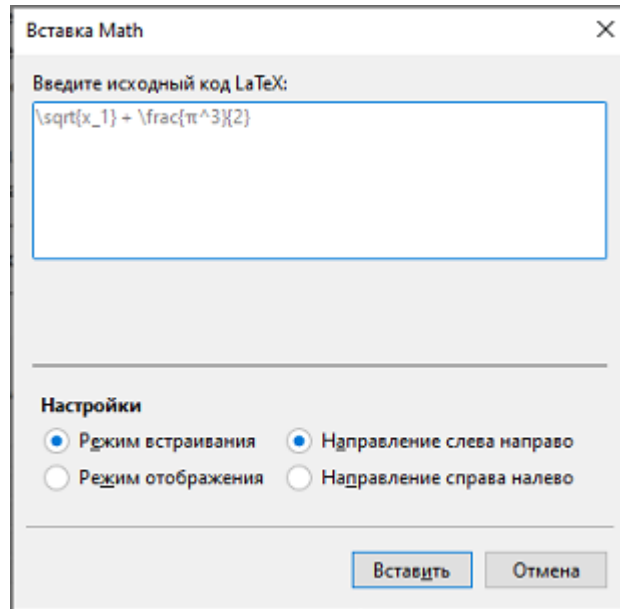 Вставка Math
Введите исходный код LaTeX:
\sqrt{x_1} + \frac{π^3}{2}
Настройки
Режим встраивания
Направление слева направо
Режим отображения
Направление справа налево
Вставить
Отмена